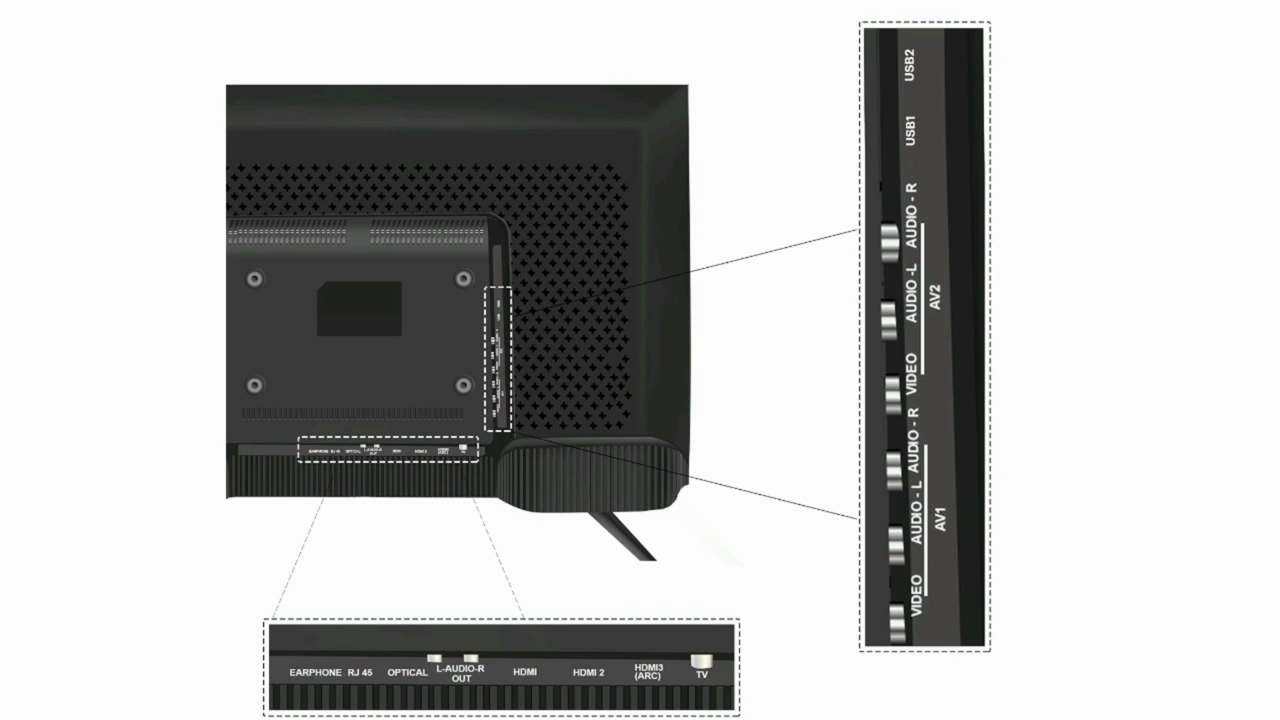 USB2
USB1
AUDIO - R
AUDIO -L
VIDEO
AV2
AUDIO - R
AUDIO - L
VIDEO
AV1
EARPHONE RJ 45 OPTICAL L-AUDIO-R OUT HDMI HDMI 2 HDMI3 (ARC) TV